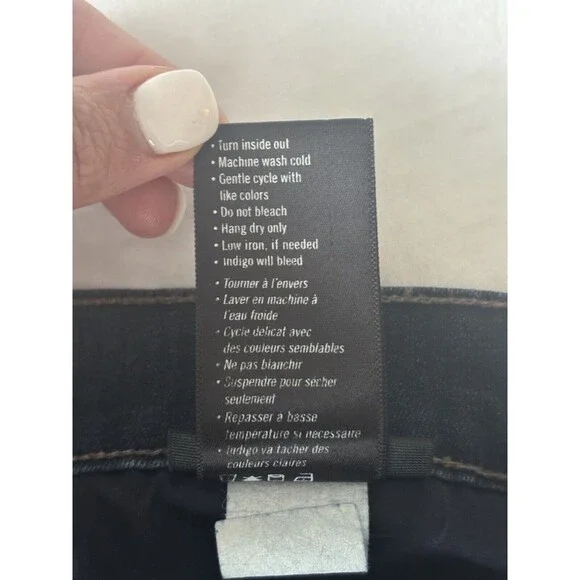 • Turn inside out
• Machine wash cold
• Gentle cycle with
like colors
• Do not bleach
• Hang dry only
• Low iron, if needed
• Indigo will bleed
• Tourner à l'envers
• Laver en machine à
l'eau froide
• Cycle délicat avec
des couleurs semblables
• Ne pas blanchir
• Suspendre pour sécher
seulement
• Repasser à basse
température si nécessaire
• Indigo va tacher des
couleurs claires